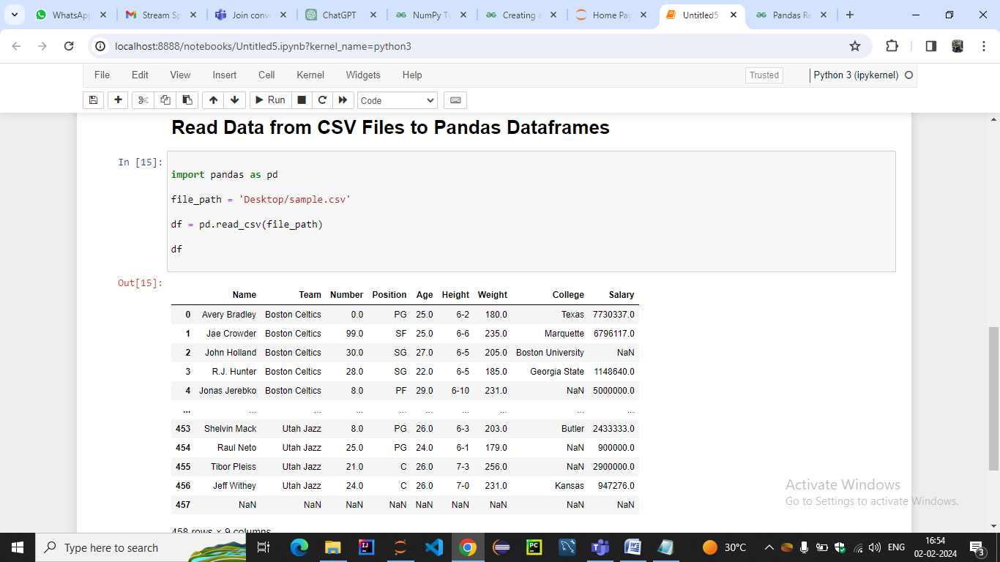 WhatsApp
Stream Sp
Join conv
ChatGPT
NumPy Tu
Creating a
Home Pag
Untitled5
Pandas Re
localhost:8888/notebooks/Untitled5.ipynb?kernel_name=python3
File Edit View Insert Cell Kernel Widgets Help Trusted Python 3 (ipykernel)
Run Code
Read Data from CSV Files to Pandas Dataframes
In [15]:
import pandas as pd
file_path = 'Desktop/sample.csv'
df = pd.read_csv(file_path)
df
Out[15]:
Name Team Number Position Age Height Weight College Salary
0 Avery Bradley Boston Celtics 0.0 PG 25.0 6-2 180.0 Texas 7730337.0
1 Jae Crowder Boston Celtics 99.0 SF 25.0 6-6 235.0 Marquette 6796117.0
2 John Holland Boston Celtics 30.0 SG 27.0 6-5 205.0 Boston University NaN
3 R.J. Hunter Boston Celtics 28.0 SG 22.0 6-5 185.0 Georgia State 1148640.0
4 Jonas Jerebko Boston Celtics 8.0 PF 29.0 6-10 231.0 NaN 5000000.0
... ... ... ... ... ... ... ... ... ...
453 Shelvin Mack Utah Jazz 8.0 PG 26.0 6-3 203.0 Butler 2433333.0
454 Raul Neto Utah Jazz 25.0 PG 24.0 6-1 179.0 NaN 900000.0
455 Tibor Pleiss Utah Jazz 21.0 C 26.0 7-3 256.0 NaN 2900000.0
456 Jeff Withey Utah Jazz 24.0 C 26.0 7-0 231.0 Kansas 947276.0
457 NaN NaN NaN NaN NaN NaN NaN NaN NaN
458 rows × 9 columns
Activate Windows
Go to Settings to activate Windows.
Type here to search
30°C
ENG
16:54
02-02-2024
3